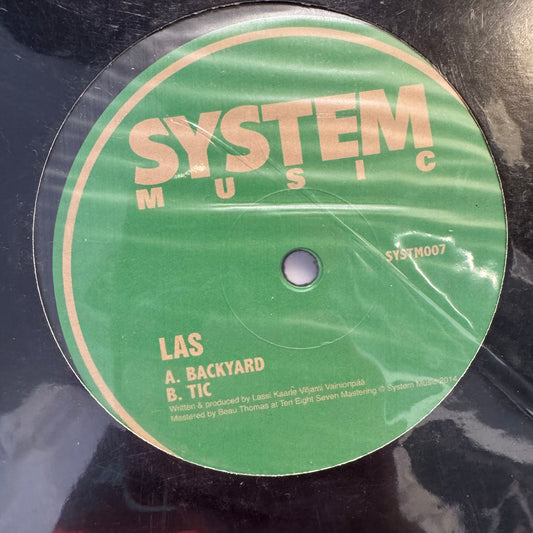 SYSTEM
MUSIC
SYSTM007
LAS
A. BACKYARD
B. TIC
Written & produced by Lassi Kaarle Viljami Vainionpää
Mastered by Beau Thomas at Ten Eight Seven Mastering © System Music 2014